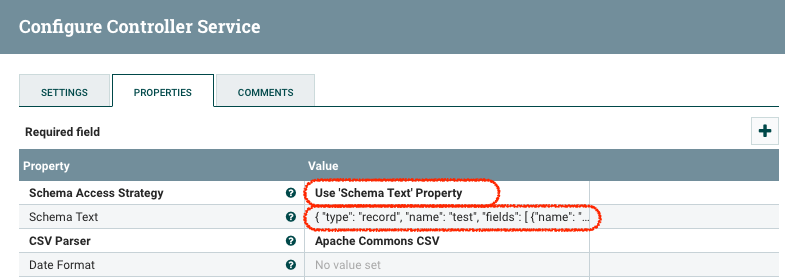 Configure Controller Service
SETTINGS PROPERTIES COMMENTS
Required field
Property Value
Schema Access Strategy Use 'Schema Text' Property
Schema Text { "type": "record", "name": "test", "fields": [ {"name": "...
CSV Parser Apache Commons CSV
Date Format No value set